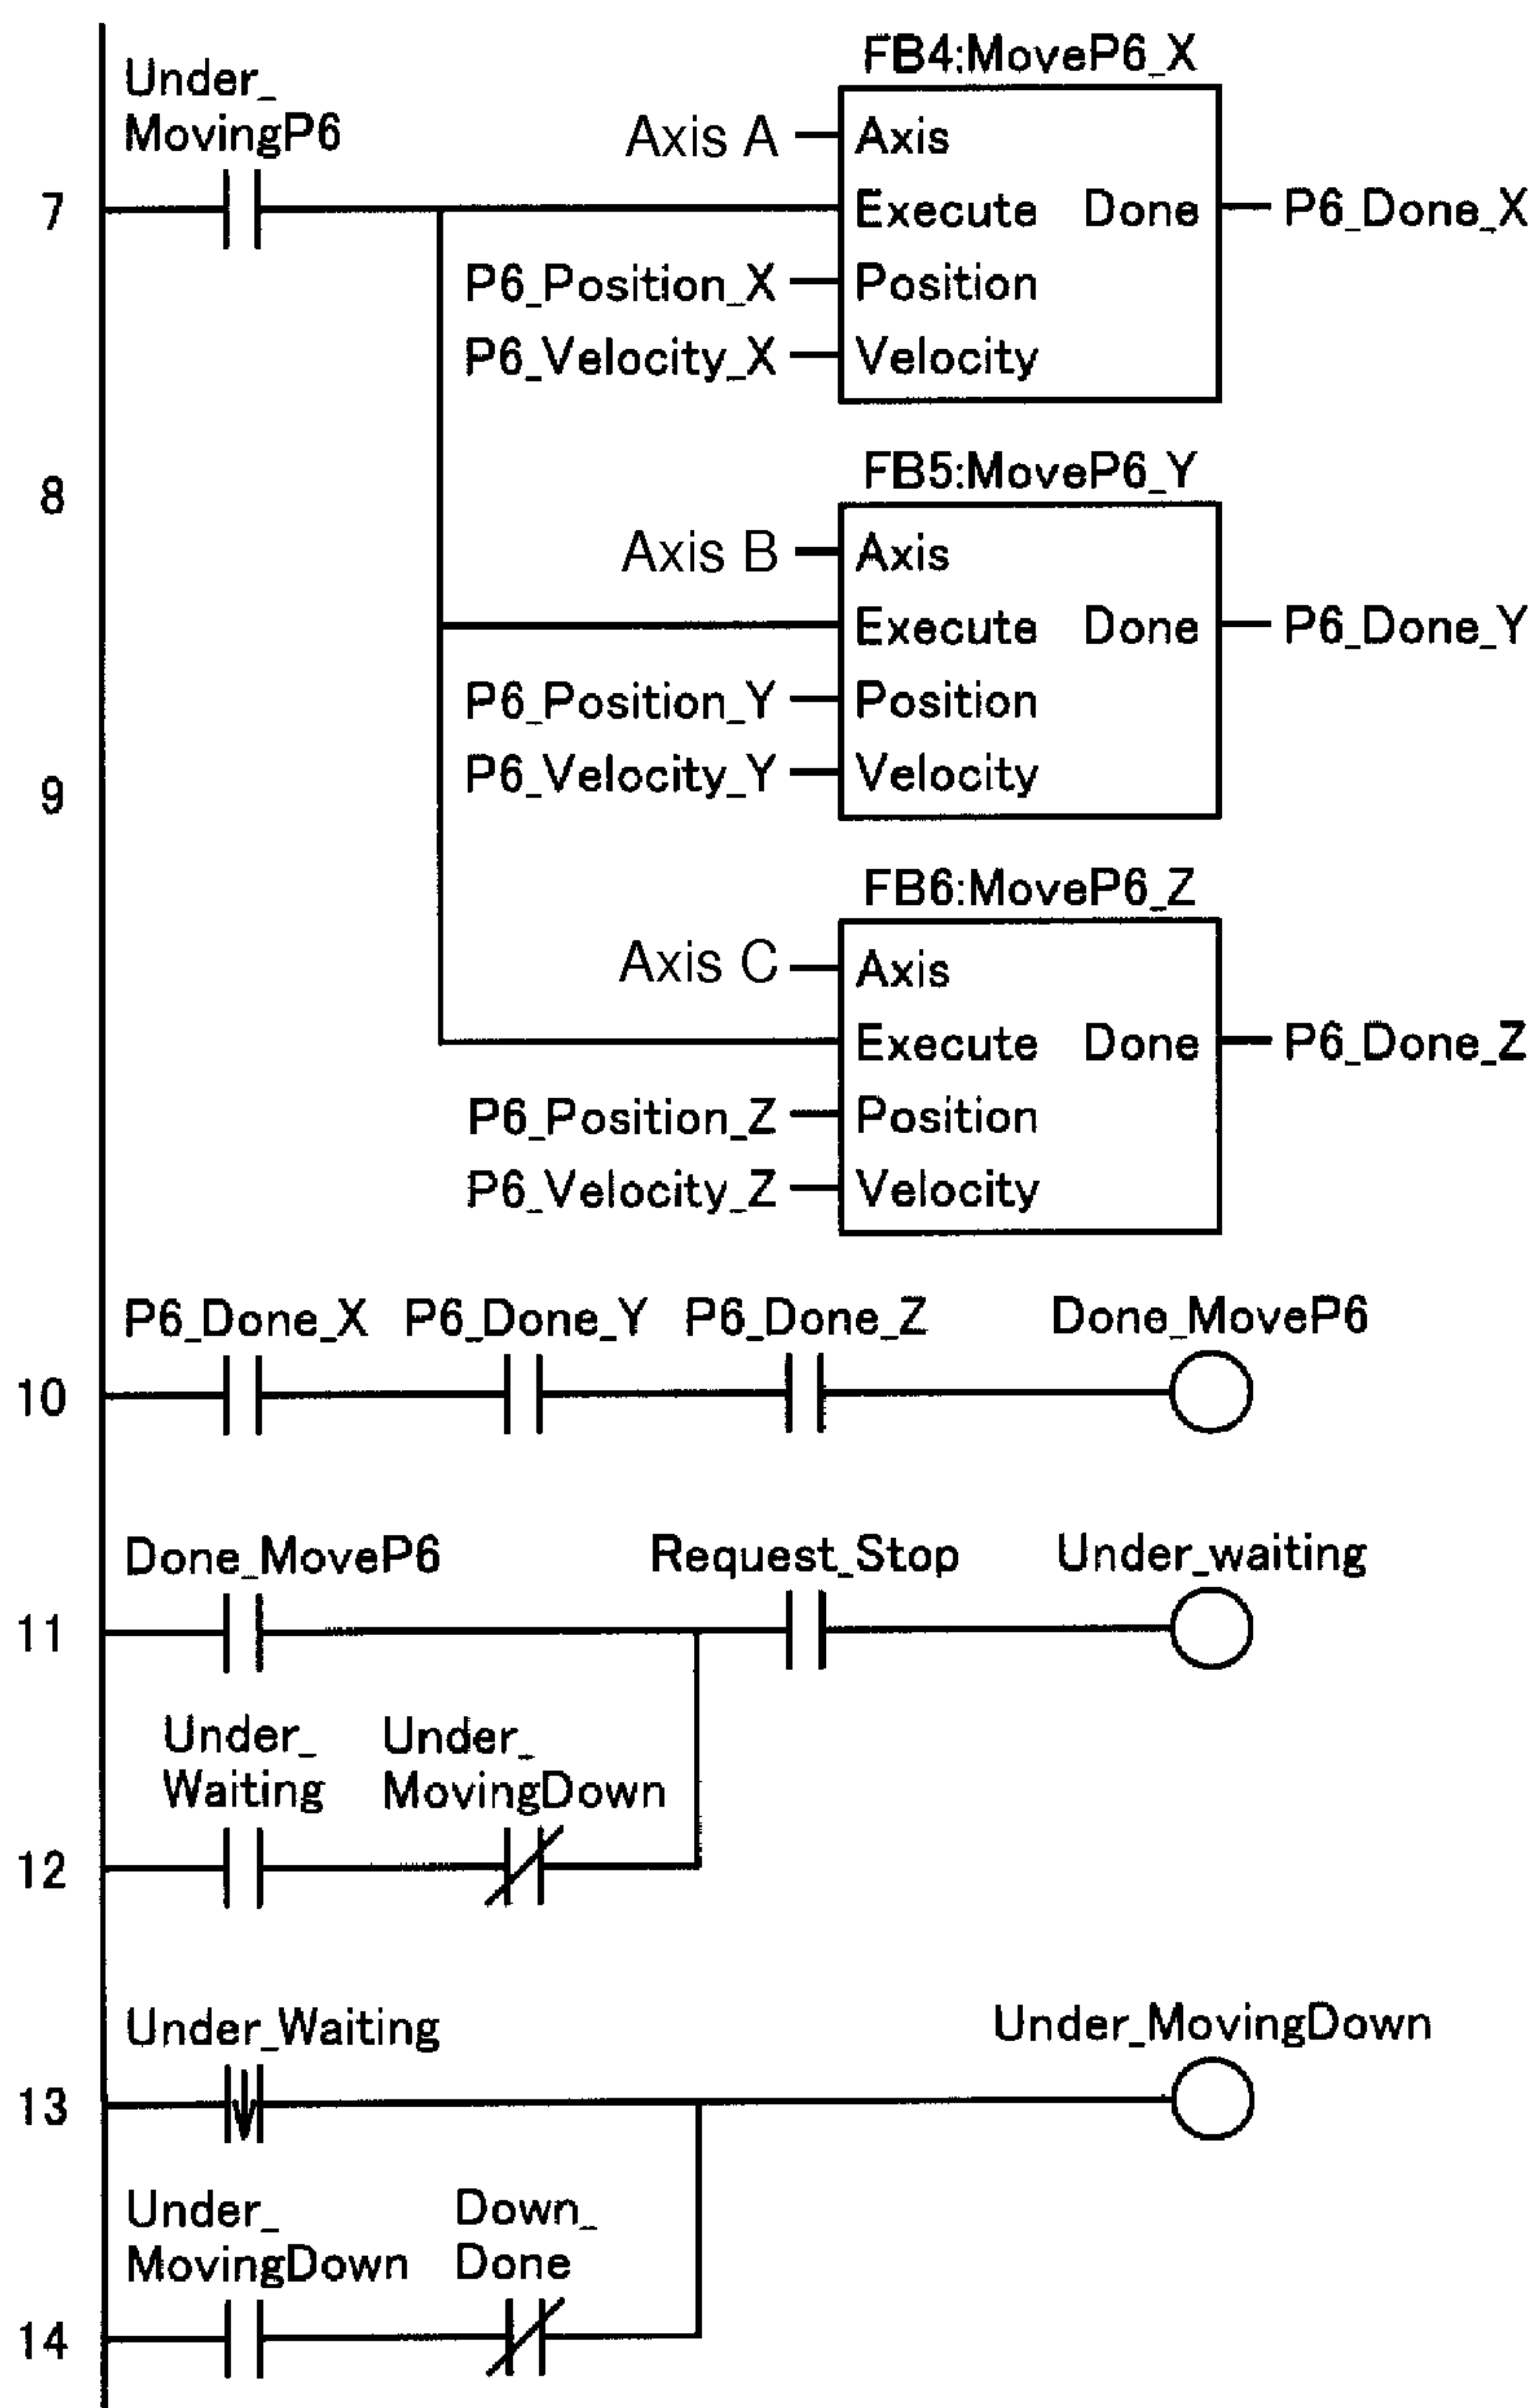 FB4:MoveP6_X
Under_
MovingP6
Axis A
Axis
7
Execute Done
P6_Done_X
P6_Position_X
Position
P6_Velocity_X
Velocity
FB5:MoveP6_Y
8
Axis B
Axis
Execute Done
P6_Done_Y
P6_Position_Y
Position
P6_Velocity_Y
Velocity
9
FB6:MoveP6_Z
Axis C
Axis
Execute Done
P6_Done_Z
P6_Position_Z
Position
P6_Velocity_Z
Velocity
P6_Done_X P6_Done_Y P6_Done_Z Done_MoveP6
10
Done_MoveP6 Request_Stop Under_waiting
11
Under_
Waiting
Under_
MovingDown
12
Under_Waiting Under_MovingDown
13
Under_
MovingDown
Down_
Done
14